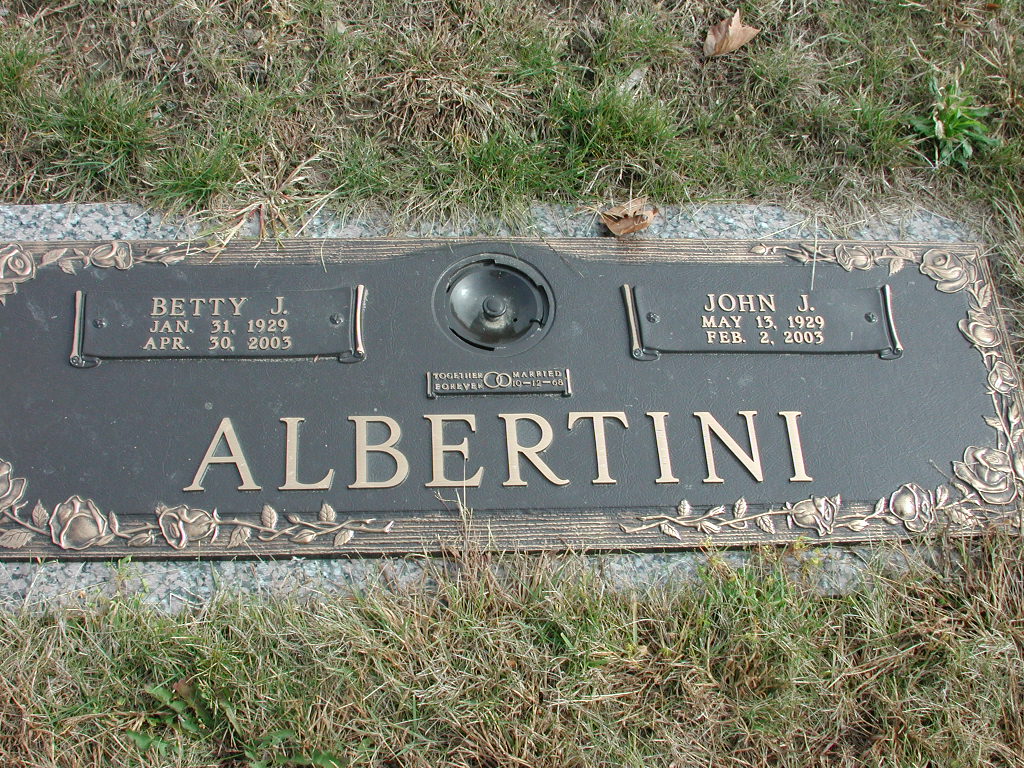 BETTY J.
JAN. 31, 1929
APR. 30, 2003
JOHN J.
MAY 13, 1929
FEB. 2, 2003
TOGETHER MARRIED
FOREVER 10-12-68
ALBERTINI